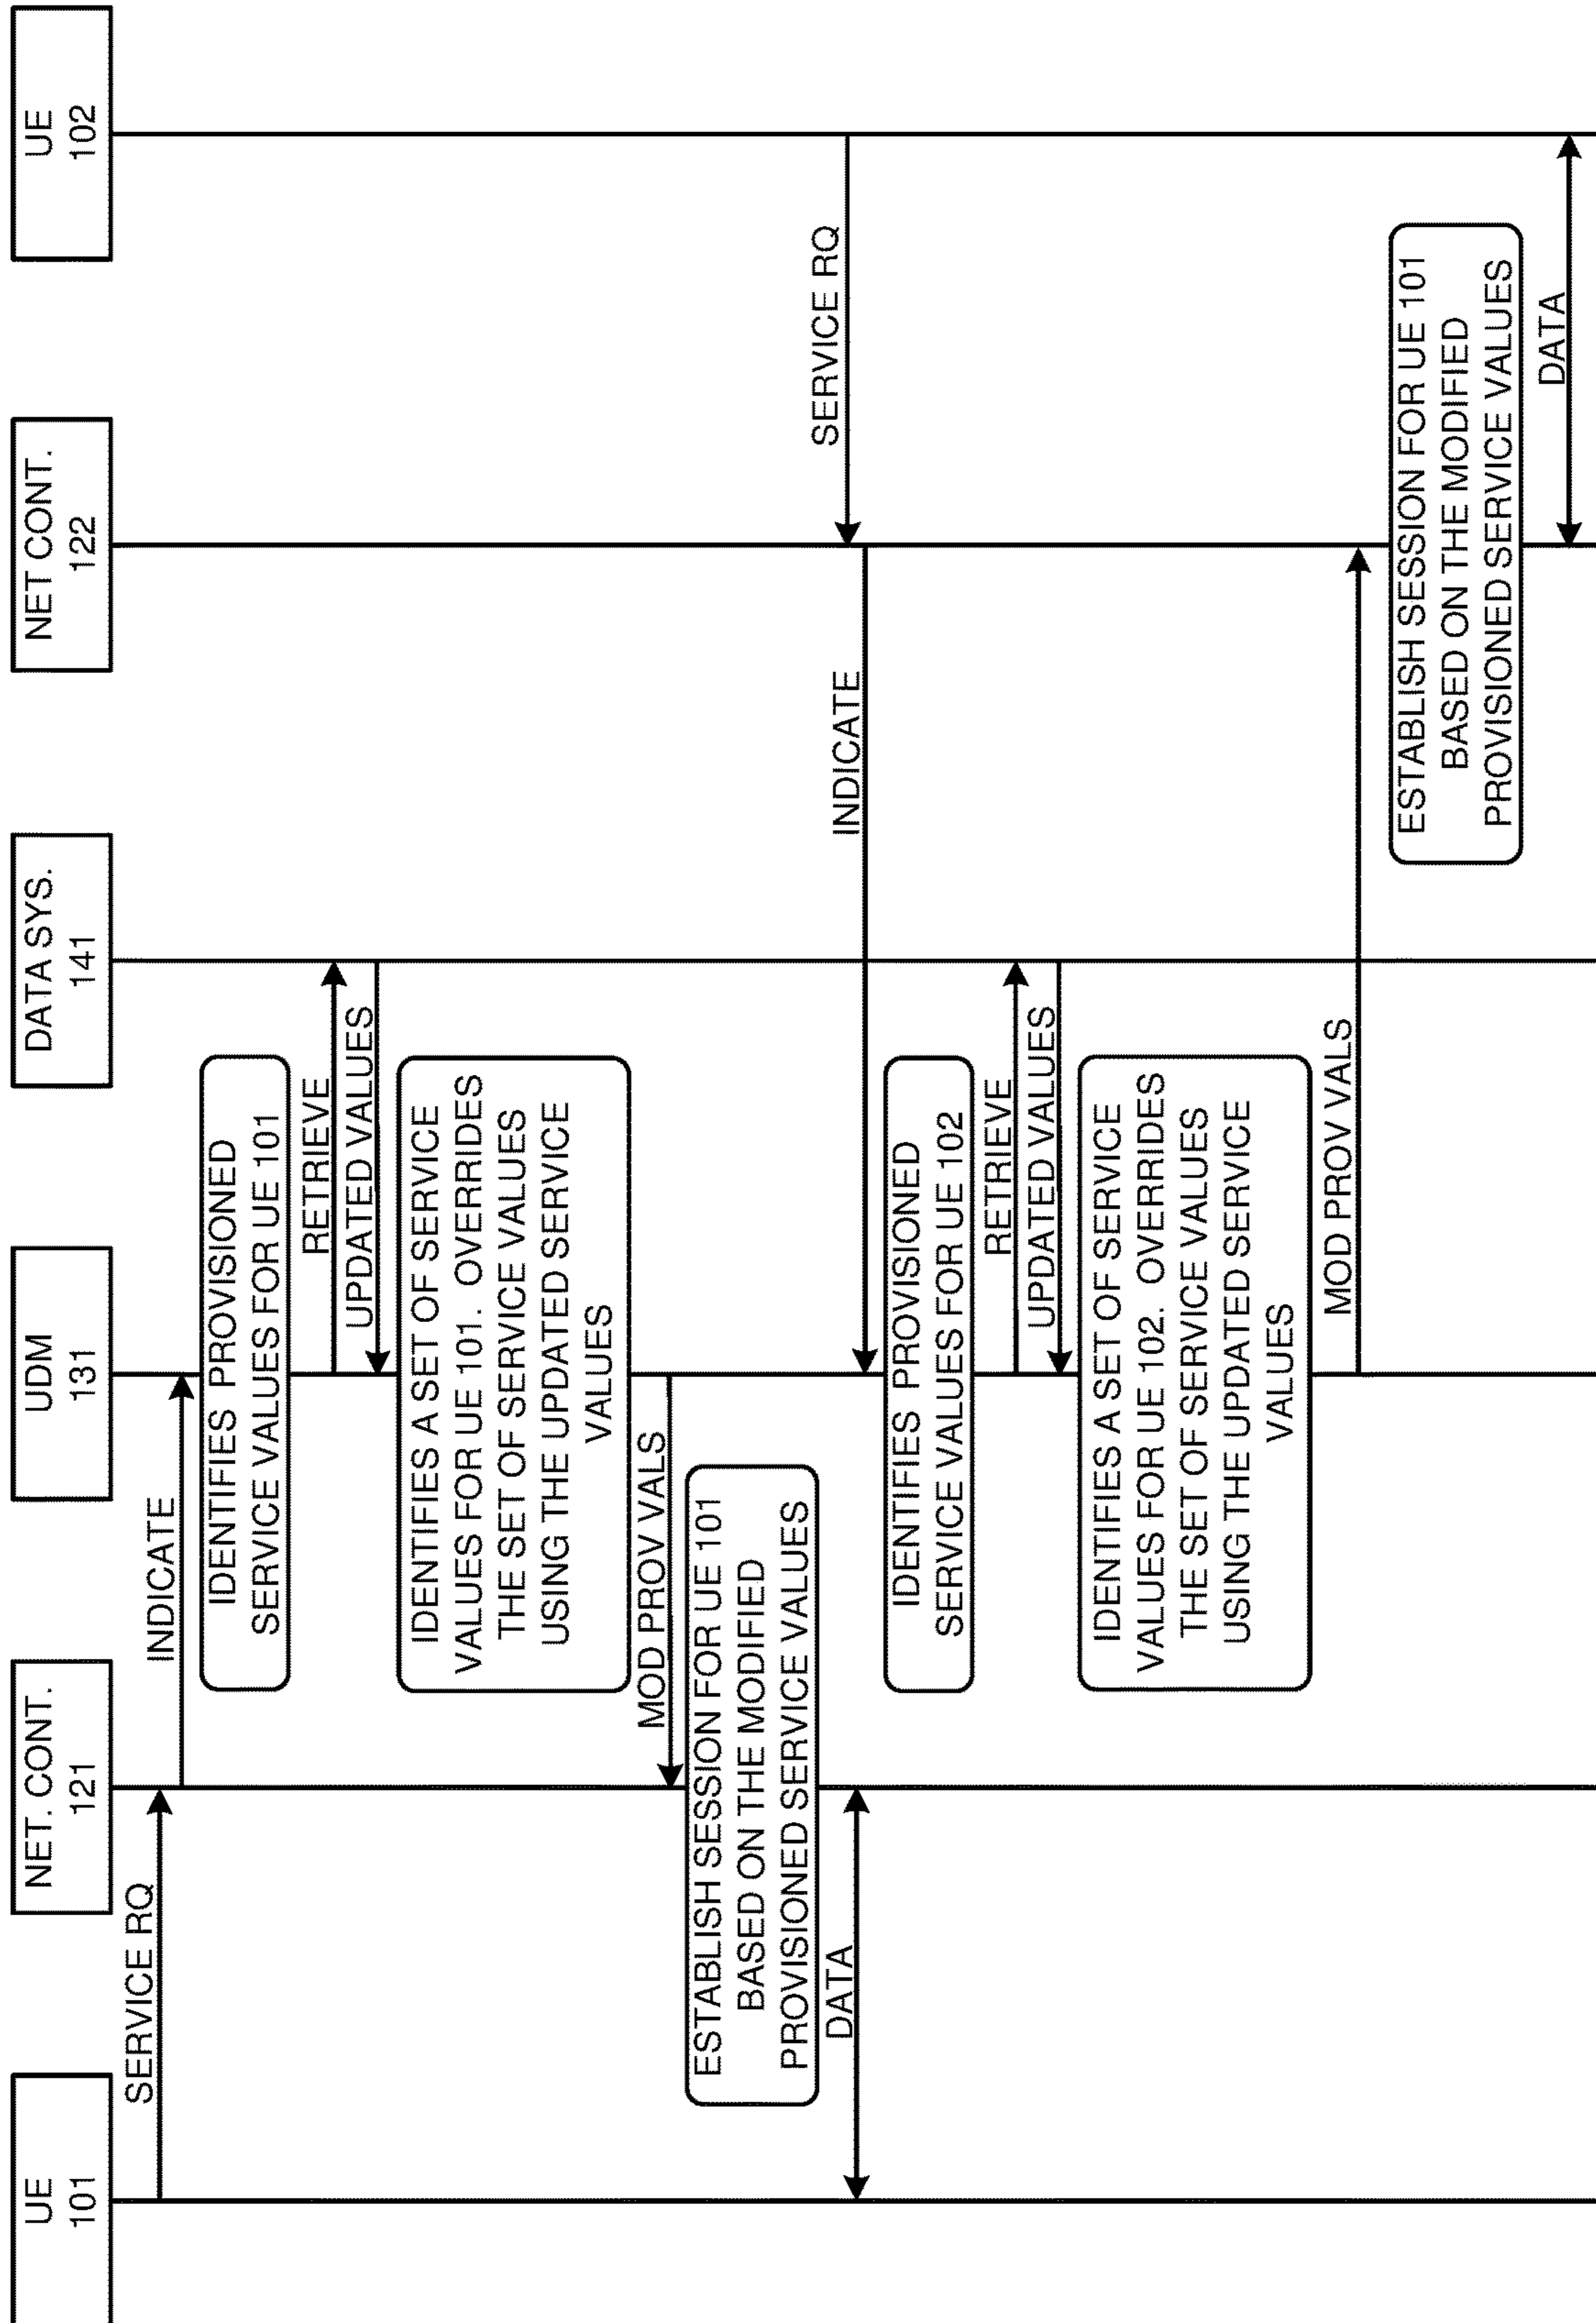 UE
101
NET. CONT.
121
UDM
131
DATA SYS.
141
NET CONT.
122
UE
102
SERVICE RQ
INDICATE
IDENTIFIES PROVISIONED
SERVICE VALUES FOR UE 101
RETRIEVE
UPDATED VALUES
IDENTIFIES A SET OF SERVICE
VALUES FOR UE 101. OVERRIDES
THE SET OF SERVICE VALUES
USING THE UPDATED SERVICE
VALUES
MOD PROV VALS
ESTABLISH SESSION FOR UE 101
BASED ON THE MODIFIED
PROVISIONED SERVICE VALUES
DATA
SERVICE RQ
INDICATE
IDENTIFIES PROVISIONED
SERVICE VALUES FOR UE 102
RETRIEVE
UPDATED VALUES
IDENTIFIES A SET OF SERVICE
VALUES FOR UE 102. OVERRIDES
THE SET OF SERVICE VALUES
USING THE UPDATED SERVICE
VALUES
MOD PROV VALS
ESTABLISH SESSION FOR UE 101
BASED ON THE MODIFIED
PROVISIONED SERVICE VALUES
DATA